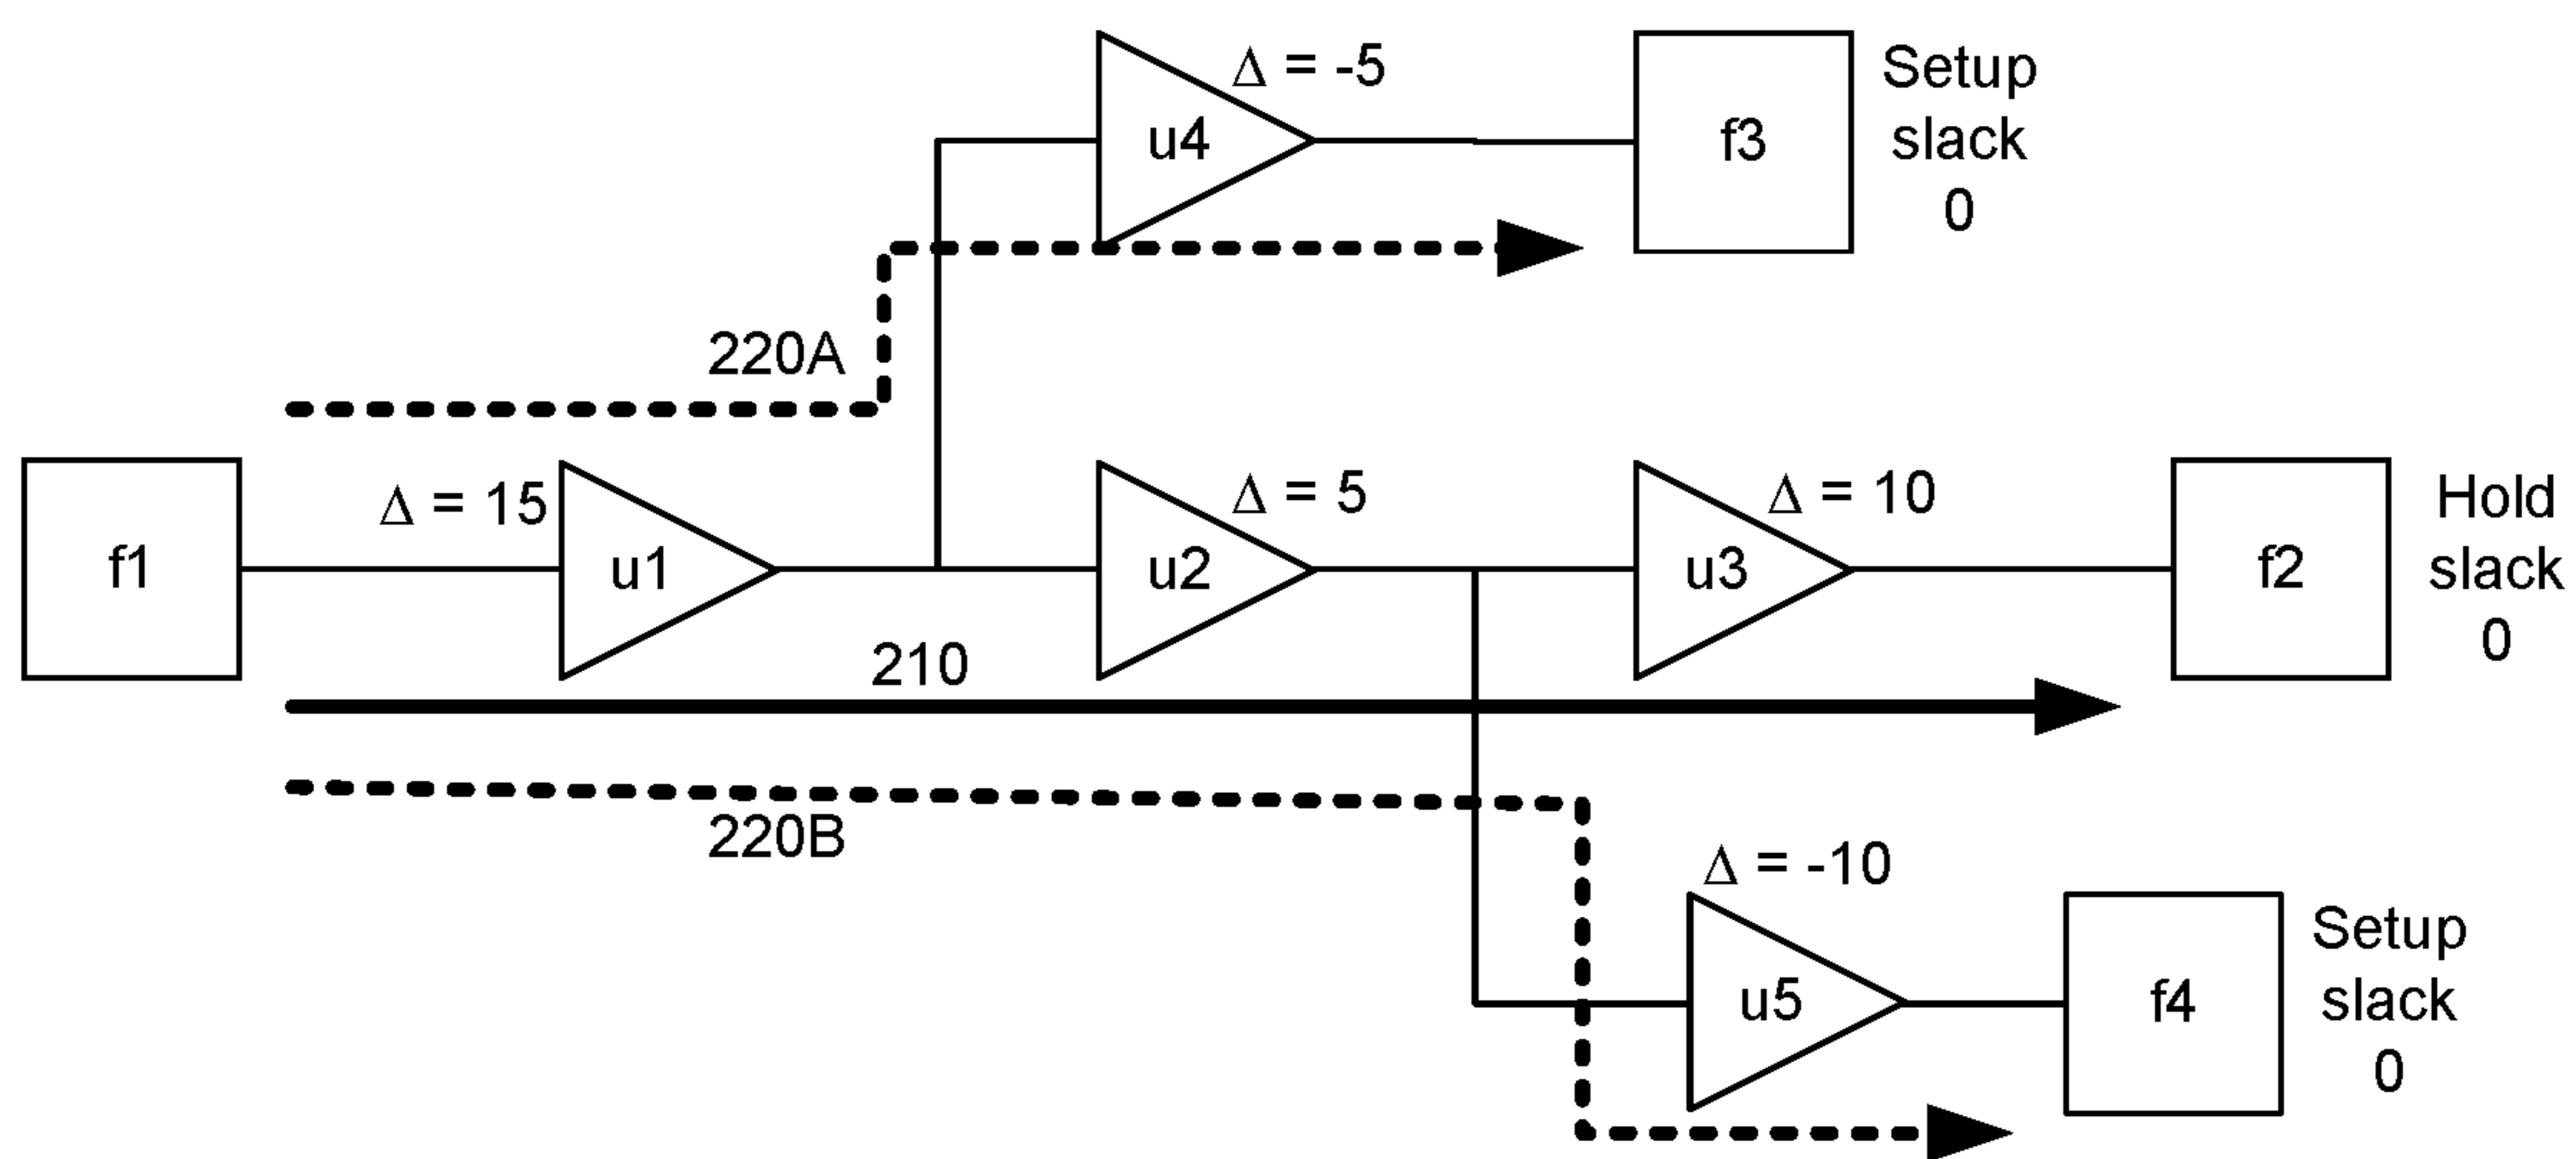 Δ = -5
u4
f3
Setup
slack
0
220A
f1
Δ = 15
u1
Δ = 5
u2
Δ = 10
u3
f2
Hold
slack
0
210
220B
Δ = -10
u5
f4
Setup
slack
0